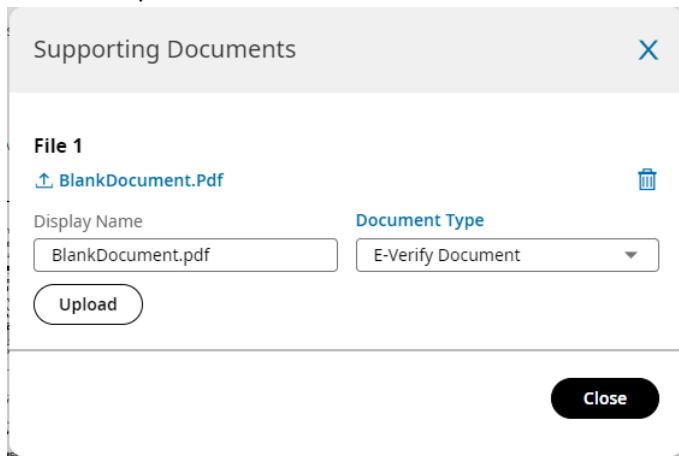 Supporting Documents
File 1
BlankDocument.Pdf
Display Name
Document Type
BlankDocument.pdf
E-Verify Document
Upload
Close